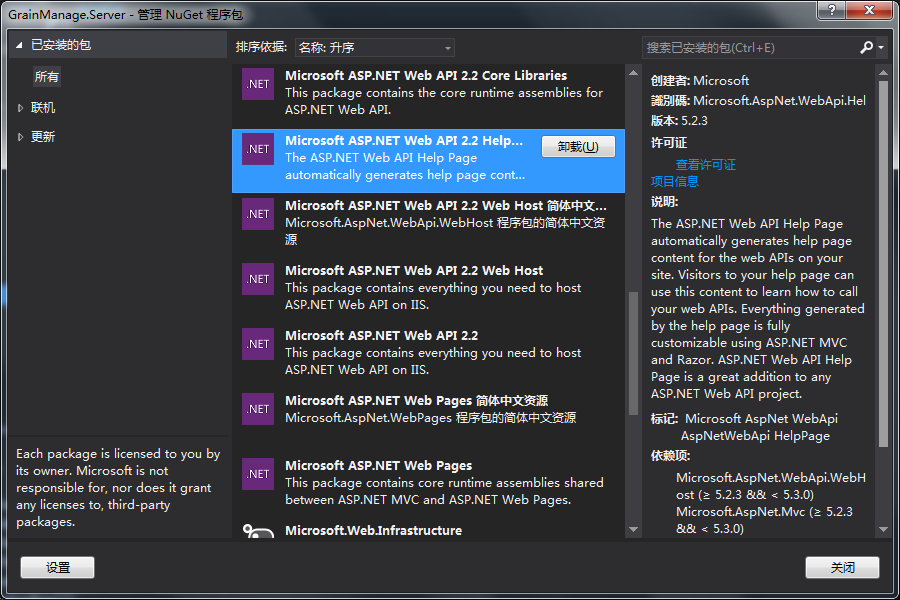 GrainManage.Server - 管理 NuGet 程序包
已安装的包
所有
联机
更新
Each package is licensed to you by
its owner. Microsoft is not
responsible for, nor does it grant
any licenses to, third-party
packages.
设置
排序依据:
名称: 升序
.NET
Microsoft ASP.NET Web API 2.2 Core Libraries
This package contains the core runtime assemblies for
ASP.NET Web API.
.NET
Microsoft ASP.NET Web API 2.2 Help...
The ASP.NET Web API Help Page
automatically generates help page cont...
卸载(U)
.NET
Microsoft ASP.NET Web API 2.2 Web Host 简体中文...
Microsoft.AspNet.WebApi.WebHost 程序包的简体中文资
源
.NET
Microsoft ASP.NET Web API 2.2 Web Host
This package contains everything you need to host
ASP.NET Web API on IIS.
.NET
Microsoft ASP.NET Web API 2.2
This package contains everything you need to host
ASP.NET Web API on IIS.
.NET
Microsoft ASP.NET Web Pages 简体中文资源
Microsoft.AspNet.WebPages 程序包的简体中文资源
.NET
Microsoft ASP.NET Web Pages
This package contains core runtime assemblies shared
between ASP.NET MVC and ASP.NET Web Pages.
Microsoft.Web.Infrastructure
搜索已安装的包(Ctrl+E)
创建者: Microsoft
識別碼: Microsoft.AspNet.WebApi.Hel
版本: 5.2.3
许可证
查看许可证
项目信息
说明:
The ASP.NET Web API Help Page
automatically generates help page
content for the web APIs on your
site. Visitors to your help page can
use this content to learn how to call
your web APIs. Everything generated
by the help page is fully
customizable using ASP.NET MVC
and Razor. ASP.NET Web API Help
Page is a great addition to any
ASP.NET Web API project.
标记: Microsoft AspNet WebApi
AspNetWebApi HelpPage
依赖项:
Microsoft.AspNet.WebApi.WebH
ost (≥ 5.2.3 && < 5.3.0)
Microsoft.AspNet.Mvc (≥ 5.2.3
&& < 5.3.0)
关闭